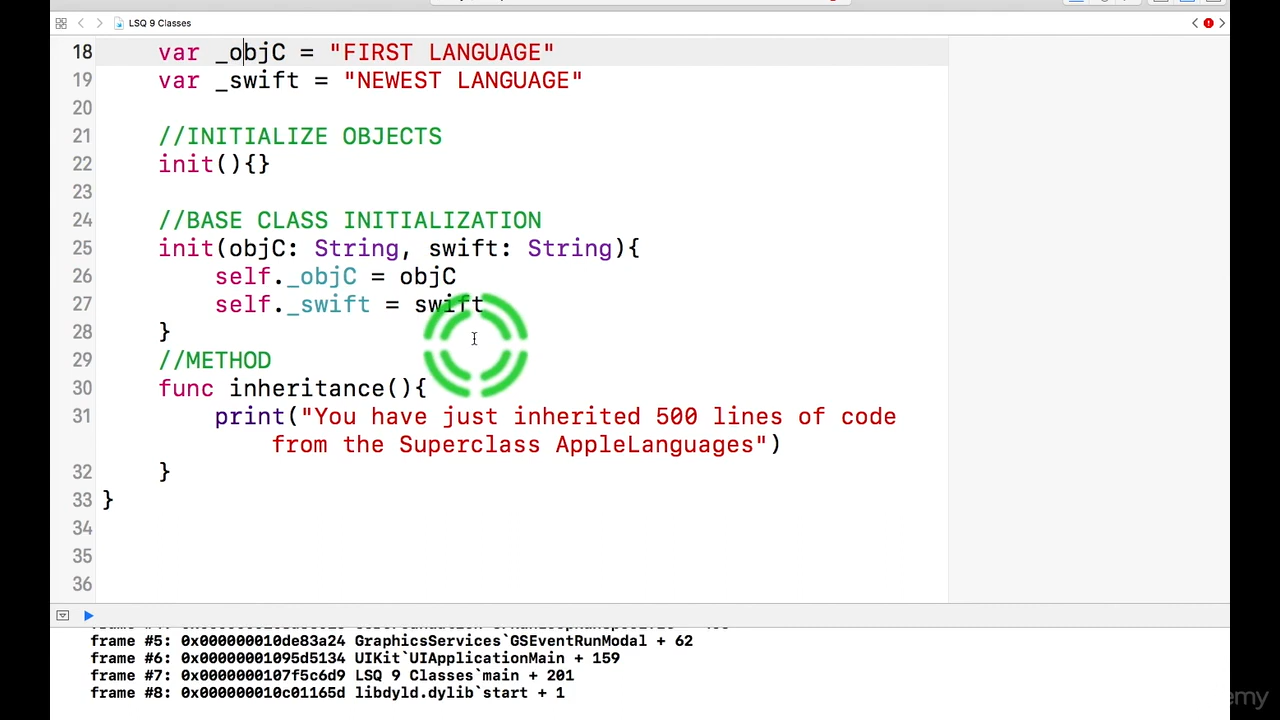 LSQ 9 Classes
18 var _objC = "FIRST LANGUAGE"
19 var _swift = "NEWEST LANGUAGE"
20
21 //INITIALIZE OBJECTS
22 init(){}
23
24 //BASE CLASS INITIALIZATION
25 init(objC: String, swift: String){
26 self._objC = objC
27 self._swift = swift
28 }
29 //METHOD
30 func inheritance(){
31 print("You have just inherited 500 lines of code
from the Superclass AppleLanguages")
32 }
33 }
34
35
36
frame #5: 0x000000010de83a24 GraphicsServices`GSEventRunModal + 62
frame #6: 0x00000001095d5134 UIKit`UIApplicationMain + 159
frame #7: 0x0000000107f5c6d9 LSQ 9 Classes`main + 201
frame #8: 0x000000010c01165d libdyld.dylib`start + 1